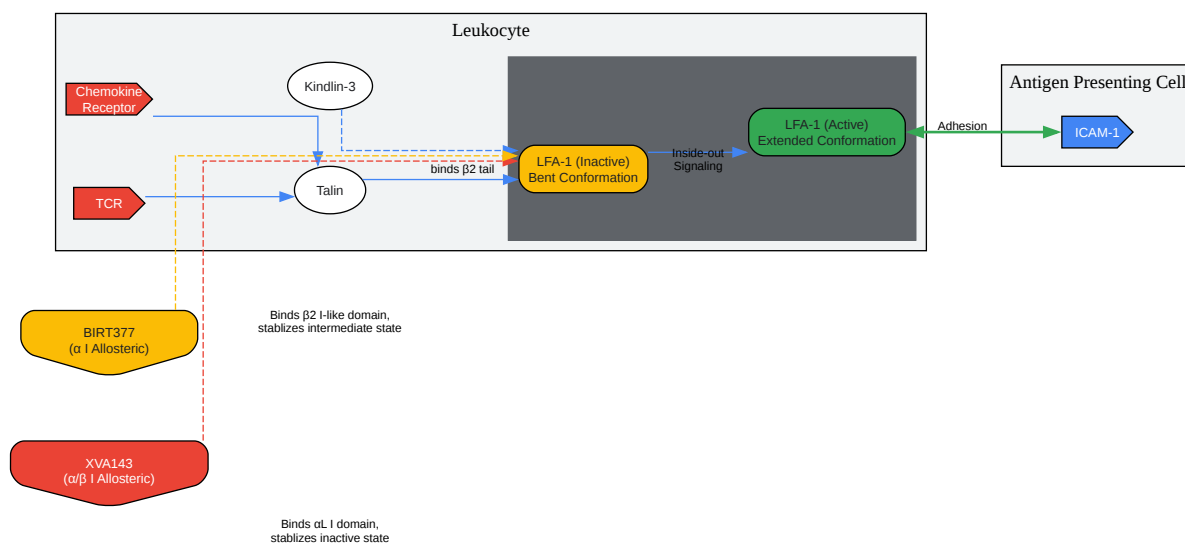 Leukocyte
Chemokine
Receptor
Kindlin-3
TCR
Talin
binds β2 tail
LFA-1 (Inactive)
Bent Conformation
Inside-out
Signaling
LFA-1 (Active)
Extended Conformation
Adhesion
Antigen Presenting Cell
ICAM-1
BIRT377
(α I Allosteric)
Binds β2 I-like domain,
stablizes intermediate state
XVA143
(α/β I Allosteric)
Binds αL I domain,
stablizes inactive state